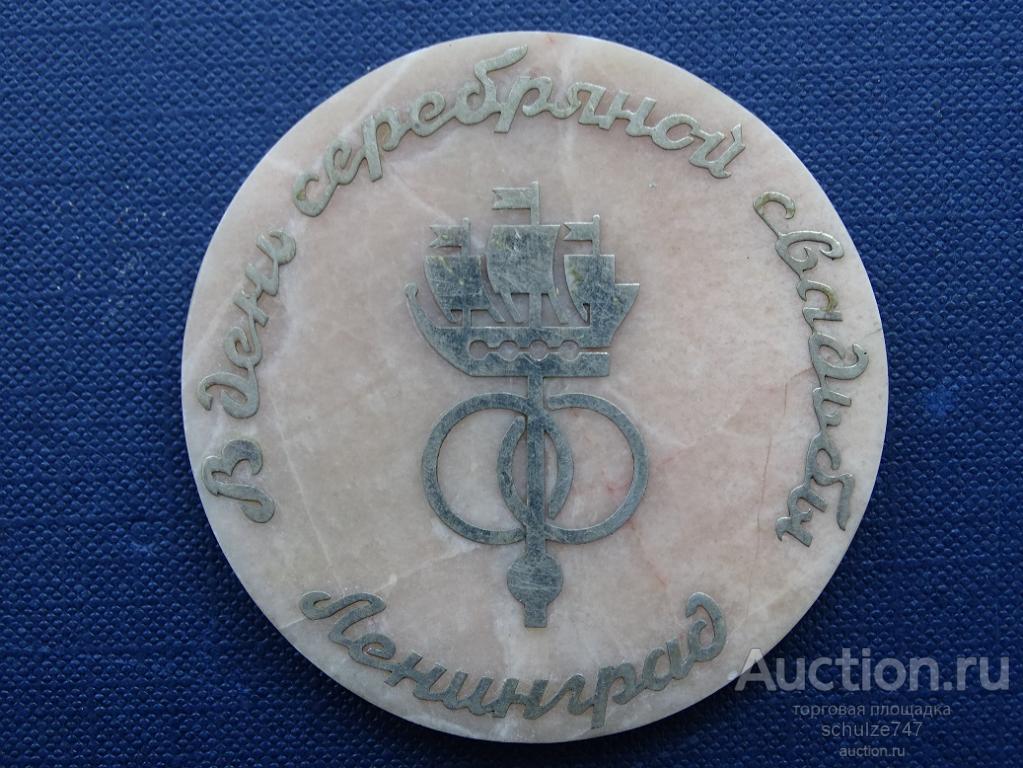 В день серебряной свадьбы
Ленинград
Auction.ru
торговая площадка
schulze747
auction.ru